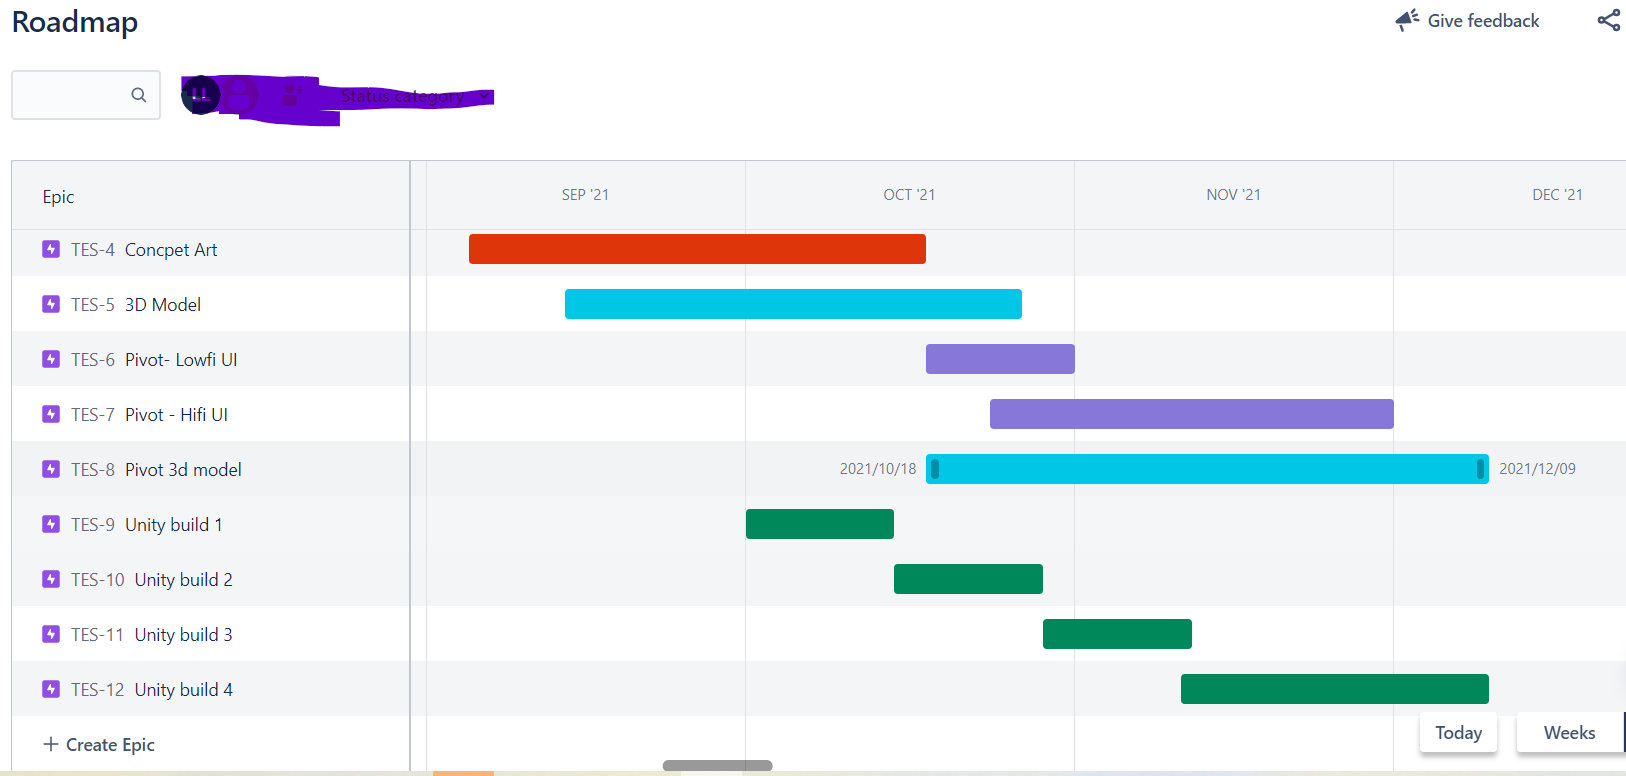 Roadmap
Give feedback
Status category
Epic
SEP '21
OCT '21
NOV '21
DEC '21
TES-4 Concpet Art
TES-5 3D Model
TES-6 Pivot- Lowfi UI
TES-7 Pivot - Hifi UI
TES-8 Pivot 3d model
2021/10/18
2021/12/09
TES-9 Unity build 1
TES-10 Unity build 2
TES-11 Unity build 3
TES-12 Unity build 4
Today
Weeks
+ Create Epic